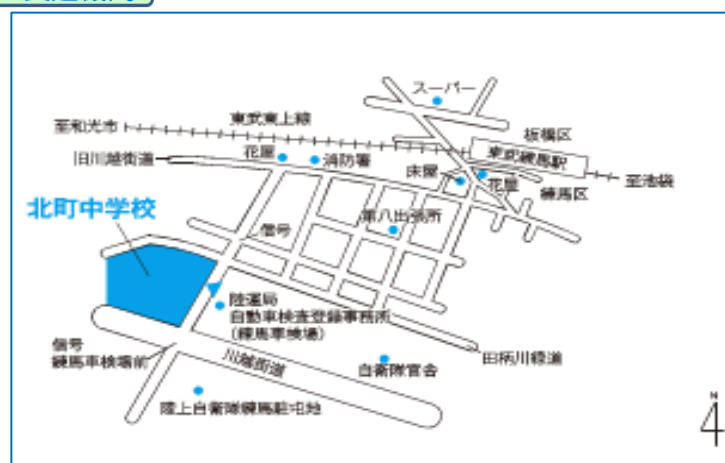 スーパー
東武東上線
至和光市
板橋区
東武練馬駅
旧川越街道
花屋
消防署
床屋
花屋
練馬区
至池袋
北町中学校
信号
第八出張所
陸運局
自動車検査登録事務所
(練馬車検場)
信号
練馬車検場前
川越街道
自衛隊官舎
田柄川緑道
陸上自衛隊練馬駐屯地
N